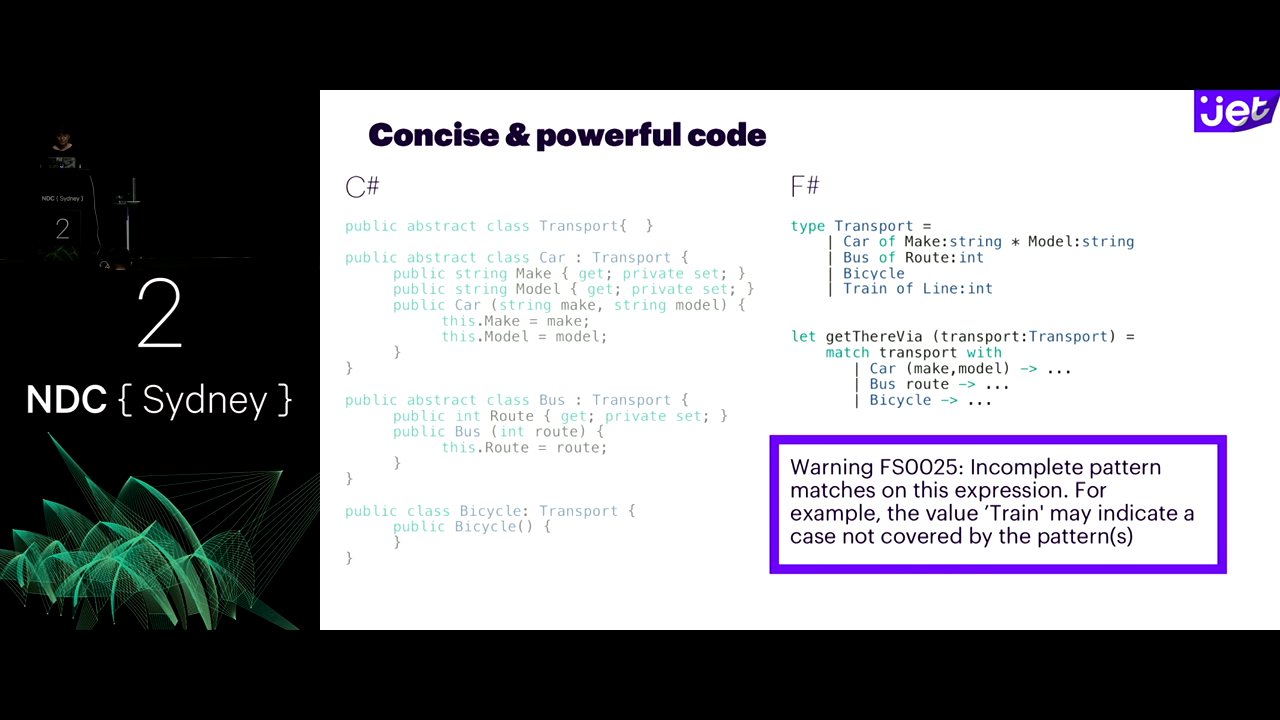 NDC { Sydney }
2
2
NDC { Sydney }
jet
Concise & powerful code
C#
public abstract class Transport{  }
public abstract class Car : Transport {
public string Make { get; private set; }
public string Model { get; private set; }
public Car (string make, string model) {
this.Make = make;
this.Model = model;
}
}
public abstract class Bus : Transport {
public int Route { get; private set; }
public Bus (int route) {
this.Route = route;
}
}
public class Bicycle: Transport {
public Bicycle() {
}
}
F#
type Transport =
| Car of Make:string * Model:string
| Bus of Route:int
| Bicycle
| Train of Line:int
let getThereVia (transport:Transport) =
match transport with
| Car (make,model) -> ...
| Bus route -> ...
| Bicycle -> ...
Warning FS0025: Incomplete pattern
matches on this expression. For
example, the value ’Train' may indicate a
case not covered by the pattern(s)